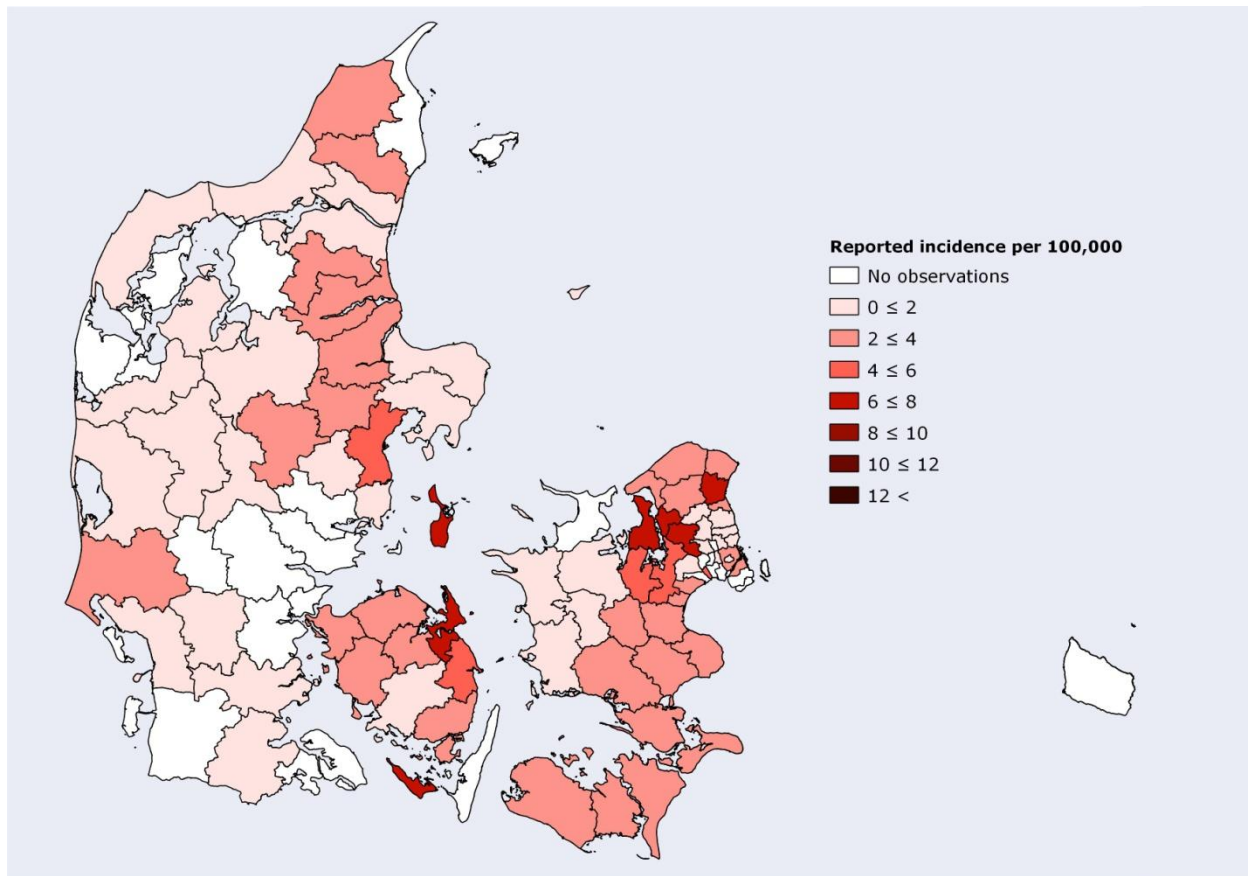 Reported incidence per 100,000
No observations
0 ≤ 2
2 ≤ 4
4 ≤ 6
6 ≤ 8
8 ≤ 10
10 ≤ 12
12 <